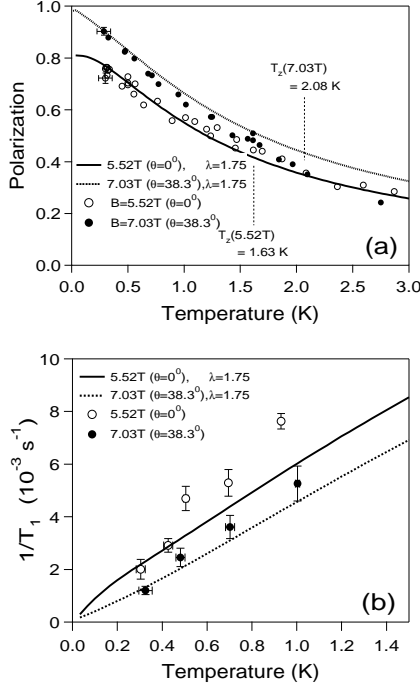 1.0
0.8
0.6
0.4
0.2
0.0
Polarization
T_z(7.03T)
= 2.08 K
5.52T (θ=0⁰), λ=1.75
7.03T (θ=38.3⁰),λ=1.75
B=5.52T (θ=0⁰)
B=7.03T (θ=38.3⁰)
T_z(5.52T)
= 1.63 K
(a)
0.0 0.5 1.0 1.5 2.0 2.5 3.0
Temperature (K)
10
8
6
4
2
0
1/T₁ (10⁻³ s⁻¹)
5.52T (θ=0⁰), λ=1.75
7.03T (θ=38.3⁰),λ=1.75
5.52T (θ=0⁰)
7.03T (θ=38.3⁰)
(b)
0.0 0.2 0.4 0.6 0.8 1.0 1.2 1.4
Temperature (K)